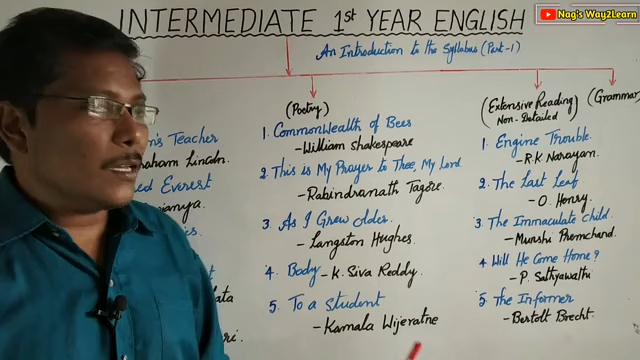 INTERMEDIATE 1st YEAR ENGLISH
Nag's Way2Learn
An Introduction to the Syllabus (Part-1)
Teacher
(Poetry)
1. CommonWealth of Bees
- William Shakespeare
2. This is My Prayer to Thee, My Lord
- Rabindranath Tagore
3. As I Grew Older
- Langston Hughes
4. Body - K. Siva Reddy.
5. To a Student
- Kamala Wijeratne
Everest
(Extensive Reading)
Non-Detailed
1. Engine Trouble
- R.K. Narayan.
2. The Last Leaf
- O. Henry.
3. The Immaculate Child
- Munshi Premchand.
4 Will He Come Home?
- P. Sathyavathi
5. The Informer
- Bertolt Brecht.
(Grammar